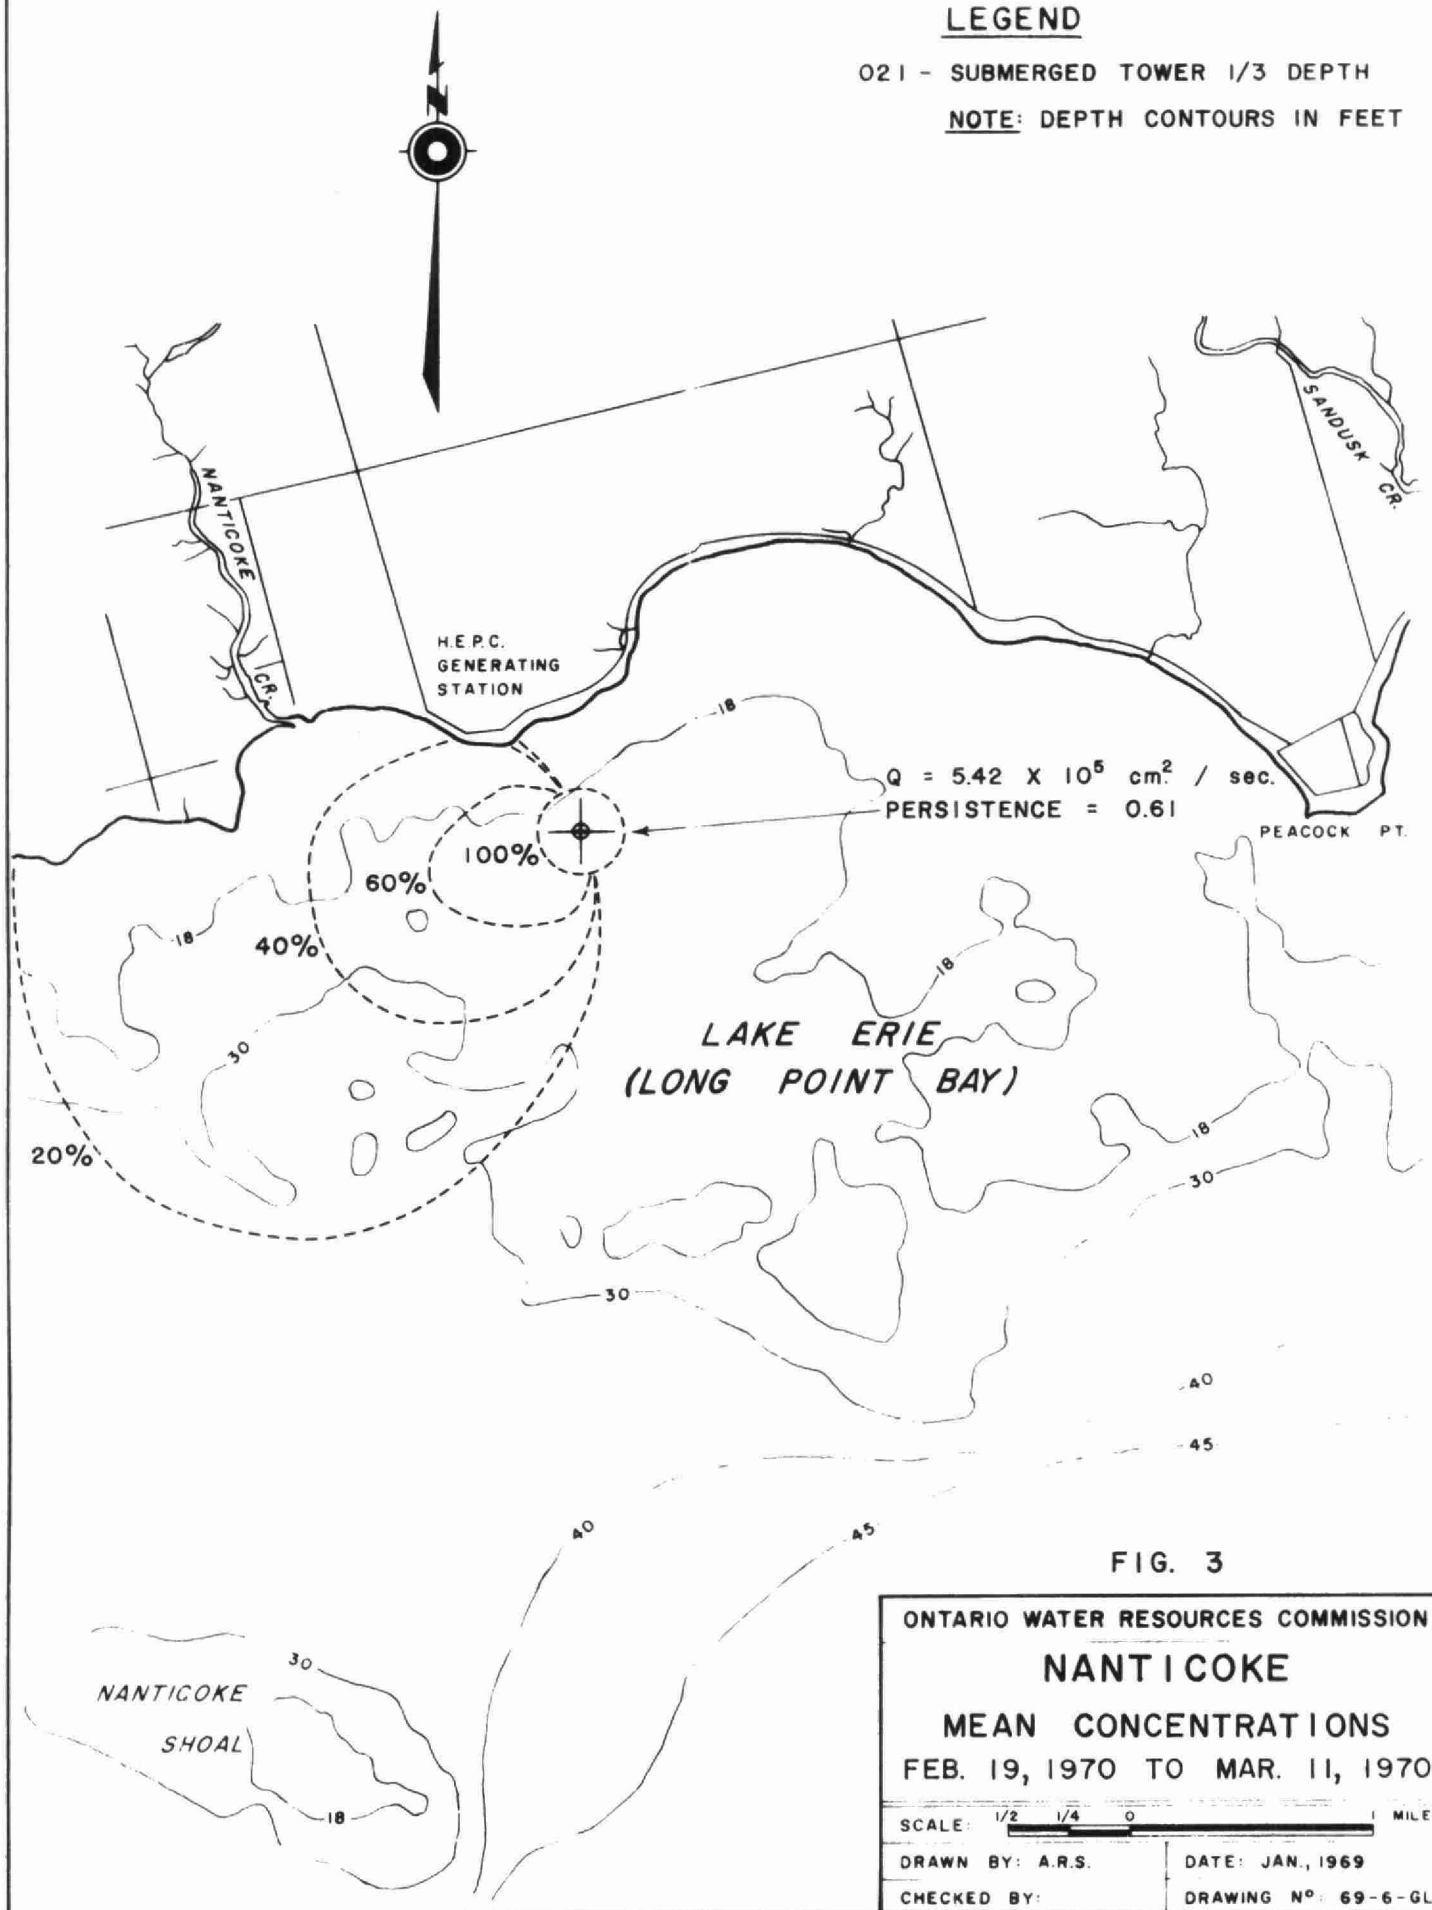 LEGEND
021 - SUBMERGED TOWER 1/3 DEPTH
NOTE: DEPTH CONTOURS IN FEET
N
SANDUSK
CR.
NANTICOKE
CR.
H.E.P.C.
GENERATING
STATION
18
Q = 5.42 X 10⁵ cm² / sec.
PERSISTENCE = 0.61
PEACOCK PT.
100%
60%
40%
18
18
LAKE ERIE
(LONG POINT BAY)
30
20%
18
30
30
40
45
40
45
FIG. 3
30
NANTICOKE
SHOAL
18
ONTARIO WATER RESOURCES COMMISSION
NANTICOKE
MEAN CONCENTRATIONS
FEB. 19, 1970 TO MAR. 11, 1970
SCALE: 1/2 1/4 0 1 MILE
DRAWN BY: A.R.S. DATE: JAN., 1969
CHECKED BY: DRAWING Nº: 69-6-GL